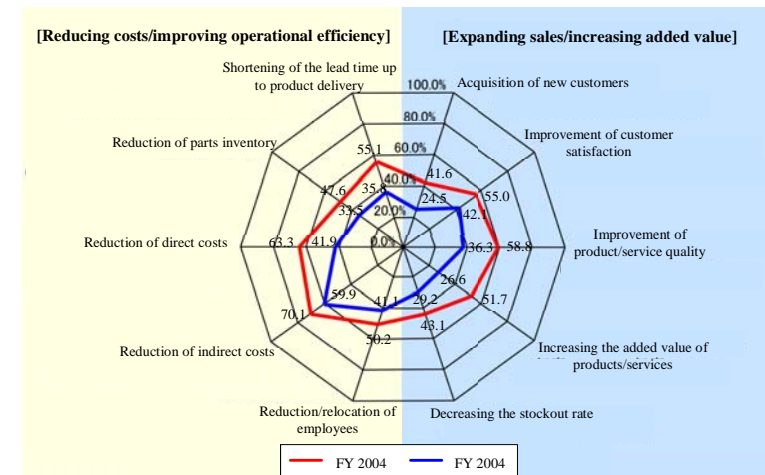 [Reducing costs/improving operational efficiency]
[Expanding sales/increasing added value]
Shortening of the lead time up
to product delivery
100.0%
Acquisition of new customers
80.0%
Improvement of customer
satisfaction
Reduction of parts inventory
55.1
60.0%
41.6
47.6
35.8
40.0%
24.5
55.0
33.5
20.0%
42.1
Reduction of direct costs
63.3
41.9
0.0%
36.3
58.8
Improvement of
product/service quality
59.9
26.6
70.1
41.1
29.2
51.7
50.2
43.1
Reduction of indirect costs
Increasing the added value of
products/services
Reduction/relocation of
employees
Decreasing the stockout rate
FY 2004
FY 2004